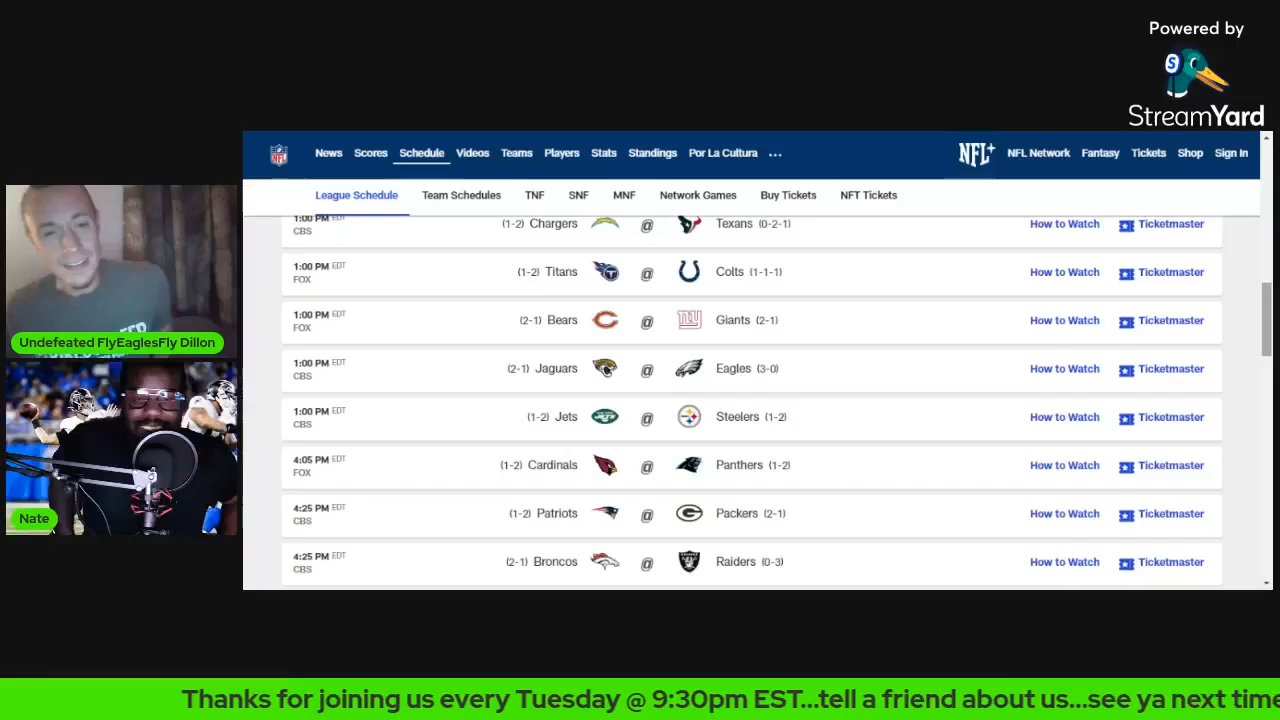 Powered by
StreamYard
News Scores Schedule Videos Teams Players Stats Standings Por La Cultura ...
NFL+ NFL Network Fantasy Tickets Shop Sign In
League Schedule Team Schedules TNF SNF MNF Network Games Buy Tickets NFT Tickets
1:00 PM EDT
CBS
(1-2) Chargers @ Texans (0-2-1) How to Watch Ticketmaster
1:00 PM EDT
FOX
(1-2) Titans @ Colts (1-1-1) How to Watch Ticketmaster
1:00 PM EDT
FOX
(2-1) Bears @ Giants (2-1) How to Watch Ticketmaster
1:00 PM EDT
CBS
(2-1) Jaguars @ Eagles (3-0) How to Watch Ticketmaster
1:00 PM EDT
CBS
(1-2) Jets @ Steelers (1-2) How to Watch Ticketmaster
4:05 PM EDT
FOX
(1-2) Cardinals @ Panthers (1-2) How to Watch Ticketmaster
4:25 PM EDT
CBS
(1-2) Patriots @ Packers (2-1) How to Watch Ticketmaster
4:25 PM EDT
CBS
(2-1) Broncos @ Raiders (0-3) How to Watch Ticketmaster
Undefeated FlyEaglesFly Dillon
Nate
Thanks for joining us every Tuesday @ 9:30pm EST...tell a friend about us...see ya next time